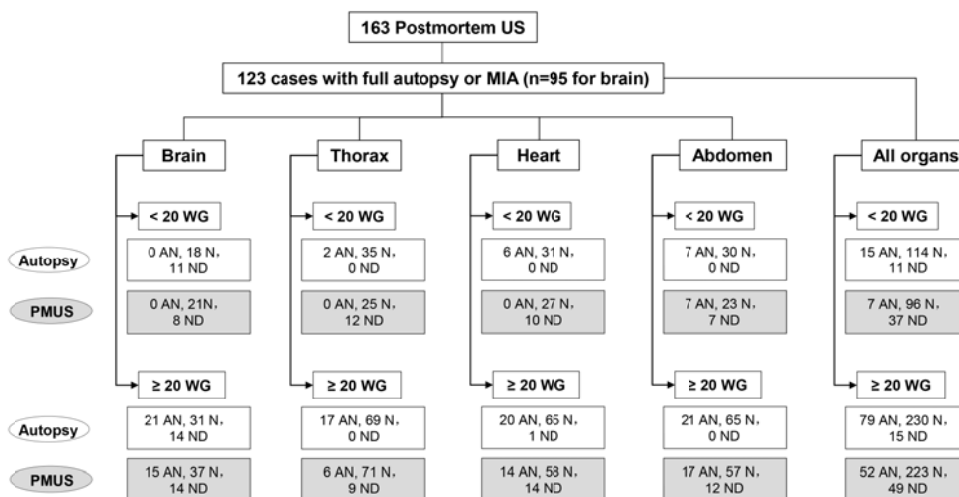 163 Postmortem US
123 cases with full autopsy or MIA (n=95 for brain)
Brain Thorax Heart Abdomen All organs
< 20 WG < 20 WG < 20 WG < 20 WG < 20 WG
Autopsy
0 AN, 18 N, 2 AN, 35 N, 6 AN, 31 N, 7 AN, 30 N, 15 AN, 114 N,
11 ND 0 ND 0 ND 0 ND 11 ND
PMUS
0 AN, 21N, 0 AN, 25 N, 0 AN, 27 N, 7 AN, 23 N, 7 AN, 96 N,
8 ND 12 ND 10 ND 7 ND 37 ND
≥ 20 WG ≥ 20 WG ≥ 20 WG ≥ 20 WG ≥ 20 WG
Autopsy
21 AN, 31 N, 17 AN, 69 N, 20 AN, 65 N, 21 AN, 65 N, 79 AN, 230 N,
14 ND 0 ND 1 ND 0 ND 15 ND
PMUS
15 AN, 37 N, 6 AN, 71 N, 14 AN, 58 N, 17 AN, 57 N, 52 AN, 223 N,
14 ND 9 ND 14 ND 12 ND 49 ND